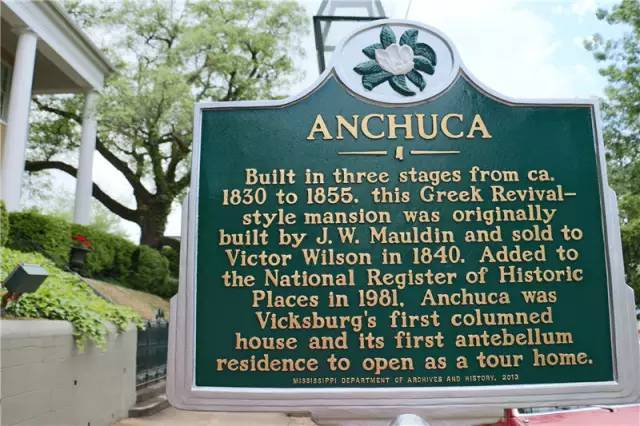 ANCHUCA
Built in three stages from ca.
1830 to 1855, this Greek Revival-
style mansion was originally
built by J.W. Mauldin and sold to
Victor Wilson in 1840. Added to
the National Register of Historic
Places in 1981, Anchuca was
Vicksburg's first columned
house and its first antebellum
residence to open as a tour home.
MISSISSIPPI DEPARTMENT OF ARCHIVES AND HISTORY, 2013